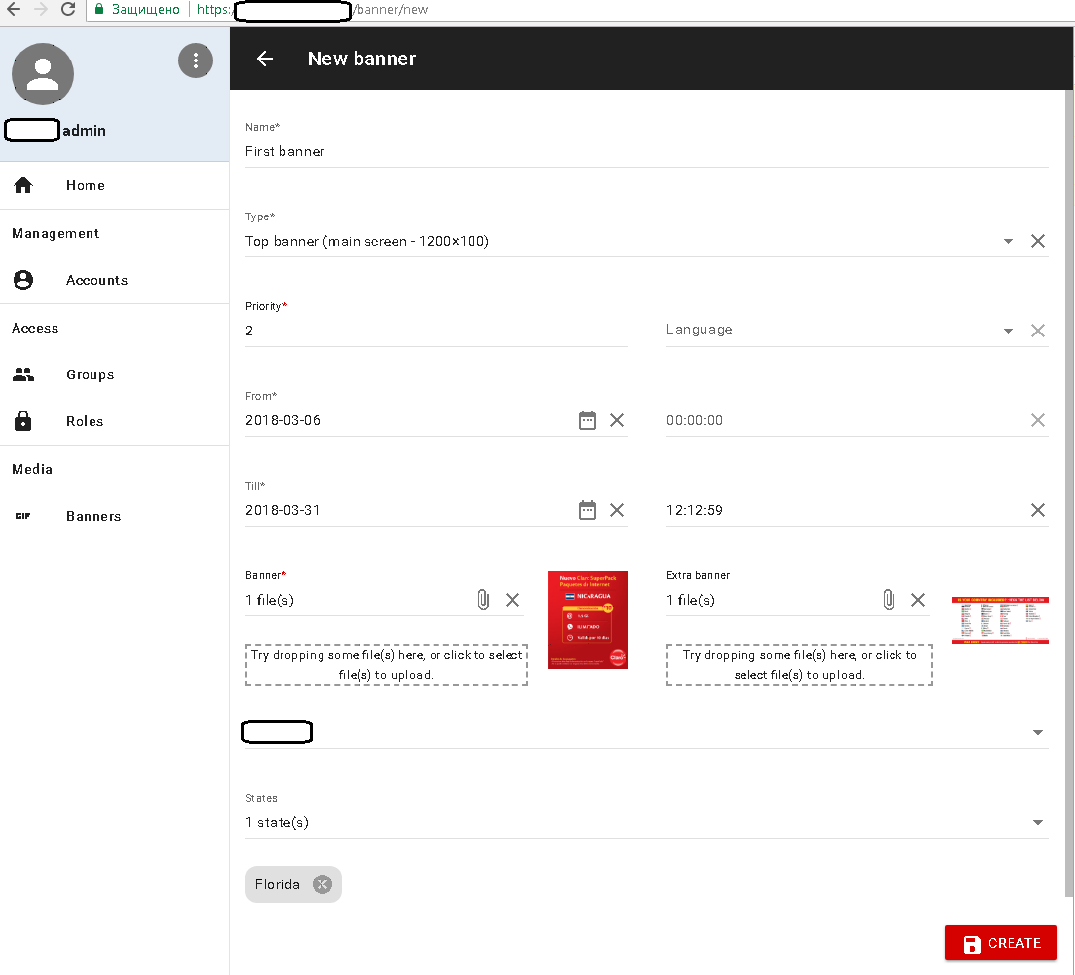 Защищено https:/ /banner/new
admin
Home
Management
Accounts
Access
Groups
Roles
Media
GIF Banners
New banner
Name*
First banner
Type*
Top banner (main screen - 1200×100)
Priority*
2
Language
From*
2018-03-06
00:00:00
Till*
2018-03-31
12:12:59
Banner*
1 file(s)
Try dropping some file(s) here, or click to select
file(s) to upload.
Nuevo Claro SuperPack
Paquetes de Internet
NICARAGUA
$10
ILIMITADO
Claro
Extra banner
1 file(s)
Try dropping some file(s) here, or click to
select file(s) to upload.
States
1 state(s)
Florida
CREATE